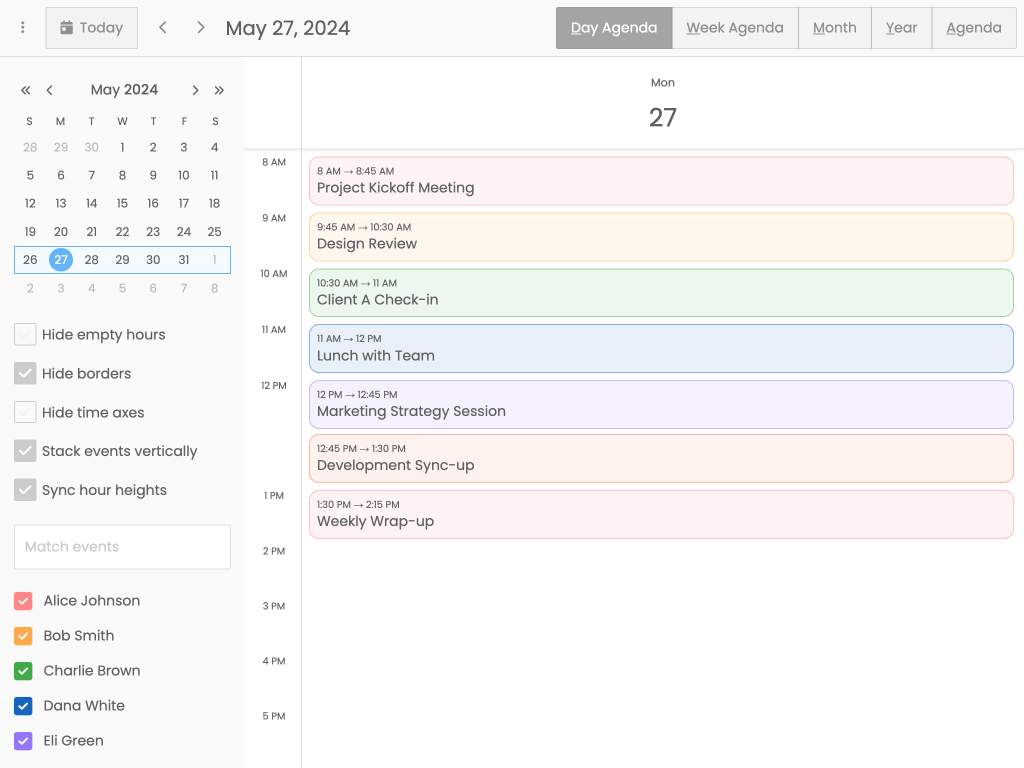 Today
May 27, 2024
Day Agenda
Week Agenda
Month
Year
Agenda
May 2024
S M T W T F S
28 29 30 1 2 3 4
5 6 7 8 9 10 11
12 13 14 15 16 17 18
19 20 21 22 23 24 25
26 27 28 29 30 31 1
2 3 4 5 6 7 8
Hide empty hours
Hide borders
Hide time axes
Stack events vertically
Sync hour heights
Match events
Alice Johnson
Bob Smith
Charlie Brown
Dana White
Eli Green
Mon
27
8 AM
8 AM → 8:45 AM
Project Kickoff Meeting
9 AM
9:45 AM → 10:30 AM
Design Review
10 AM
10:30 AM → 11 AM
Client A Check-in
11 AM
11 AM → 12 PM
Lunch with Team
12 PM
12 PM → 12:45 PM
Marketing Strategy Session
12:45 PM → 1:30 PM
Development Sync-up
1 PM
1:30 PM → 2:15 PM
Weekly Wrap-up
2 PM
3 PM
4 PM
5 PM